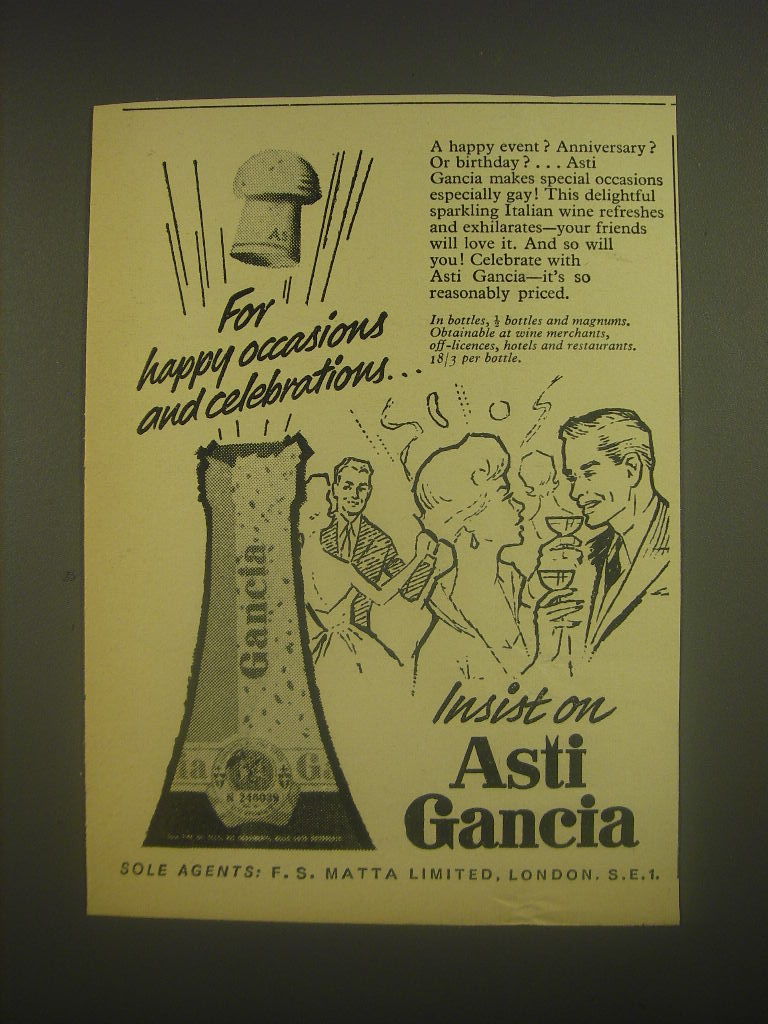 A happy event? Anniversary?
Or birthday? . . . Asti
Gancia makes special occasions
especially gay! This delightful
sparkling Italian wine refreshes
and exhilarates—your friends
will love it. And so will
you! Celebrate with
Asti Gancia—it's so
reasonably priced.
In bottles, ½ bottles and magnums.
Obtainable at wine merchants,
off-licences, hotels and restaurants.
18/3 per bottle.
AS
For
happy occasions
and celebrations...
Gancia
ia Ga
Insist on
Asti
Gancia
SOLE AGENTS: F. S. MATTA LIMITED, LONDON, S.E.1.